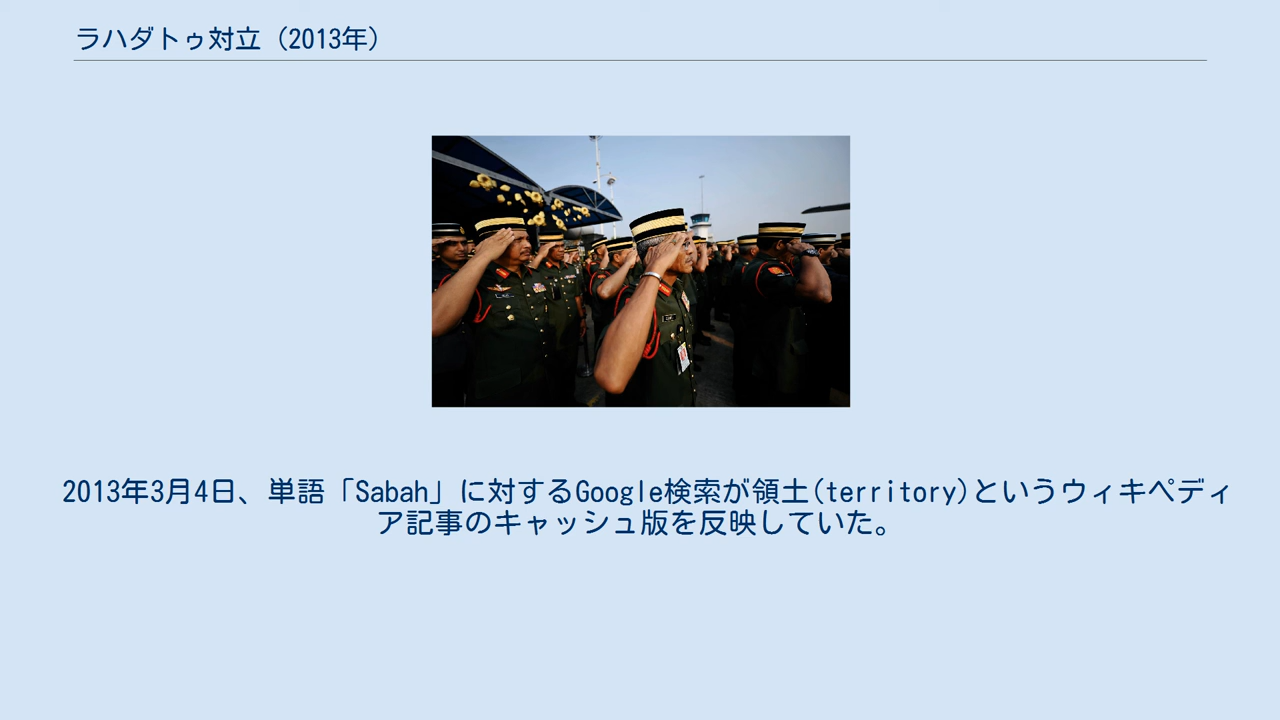 ラハダトゥ対立（2013年）
2013年3月4日、単語「Sabah」に対するGoogle検索が領土(territory)というウィキペディ
ア記事のキャッシュ版を反映していた。